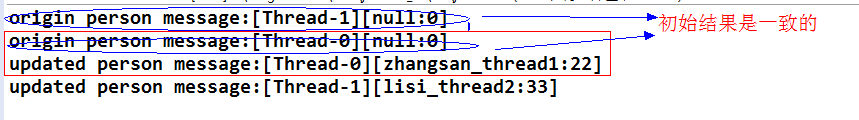 origin person message:[Thread-1][null:0]
初始结果是一致的
origin person message:[Thread-0][null:0]
updated person message:[Thread-0][zhangsan_thread1:22]
updated person message:[Thread-1][lisi_thread2:33]